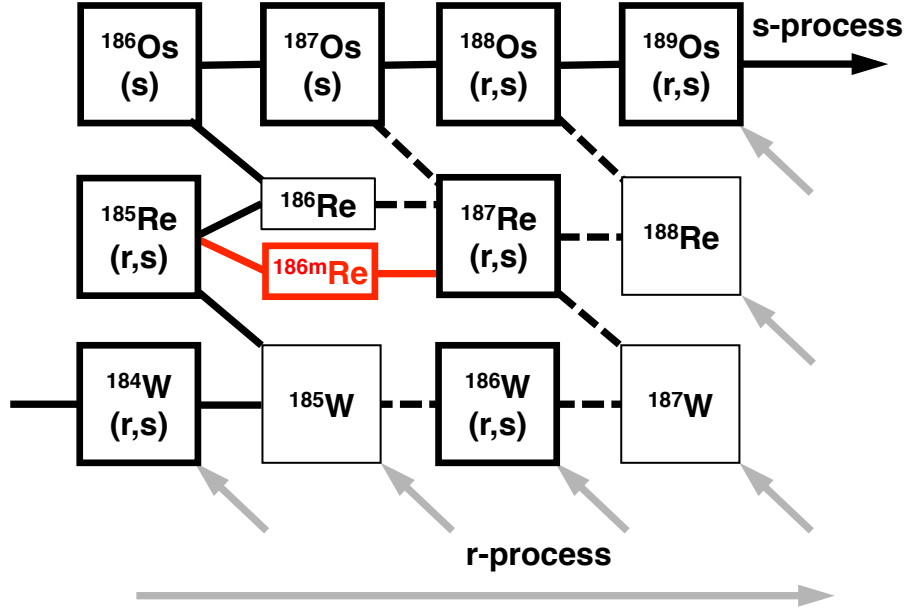 ¹⁸⁶Os
(s)
¹⁸⁷Os
(s)
¹⁸⁸Os
(r,s)
¹⁸⁹Os
(r,s)
s-process
¹⁸⁵Re
(r,s)
¹⁸⁶Re
¹⁸⁶ᵐRe
¹⁸⁷Re
(r,s)
¹⁸⁸Re
¹⁸⁴W
(r,s)
¹⁸⁵W
¹⁸⁶W
(r,s)
¹⁸⁷W
r-process